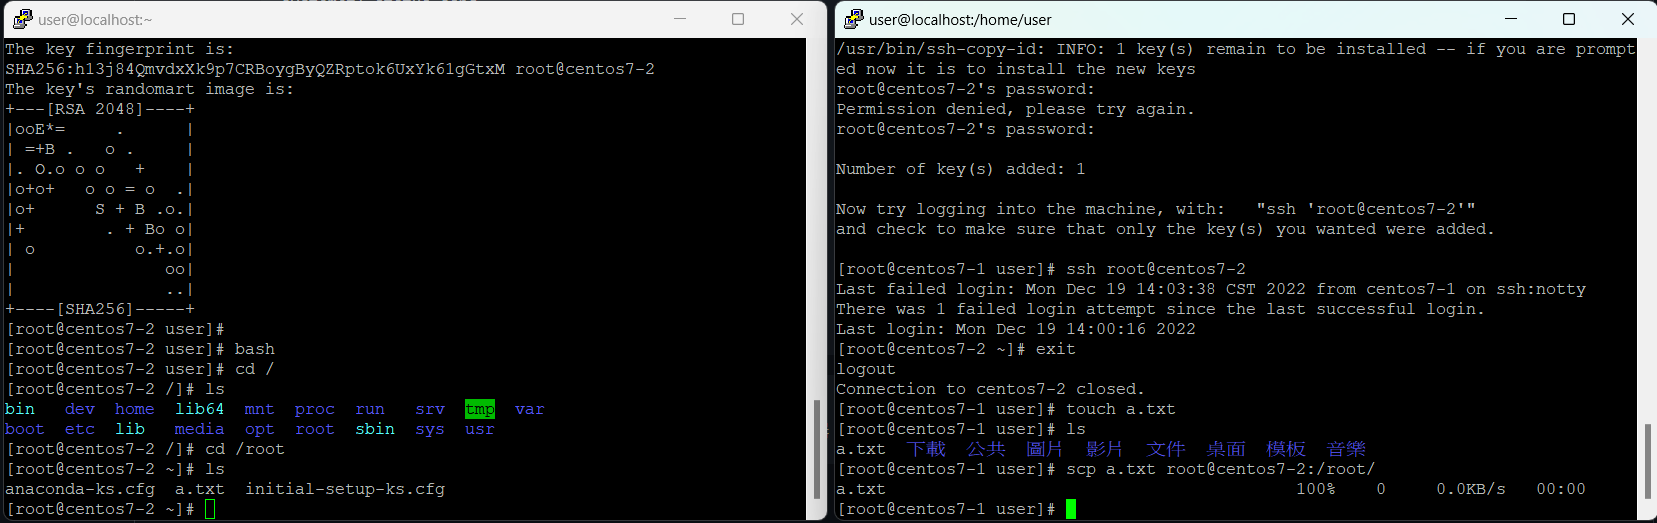 user@localhost:~
The key fingerprint is:
SHA256:h13j84QmvdxXk9p7CRBoygByQZRptok6UxYk61gGtxM root@centos7-2
The key's randomart image is:
+---[RSA 2048]----+
|ooE*=     .      |
| =+B .   o .     |
|. O.o o o   +    |
|o+o+   o o = o  .|
|o+      S + B .o.|
|+        . + Bo o|
| o          o.+.o|
|               oo|
|               ..|
+----[SHA256]-----+
[root@centos7-2 user]#
[root@centos7-2 user]# bash
[root@centos7-2 user]# cd /
[root@centos7-2 /]# ls
bin   dev  home  lib64  mnt  proc  run   srv  tmp  var
boot  etc  lib   media  opt  root  sbin  sys  usr
[root@centos7-2 /]# cd /root
[root@centos7-2 ~]# ls
anaconda-ks.cfg  a.txt  initial-setup-ks.cfg
[root@centos7-2 ~]#
user@localhost:/home/user
/usr/bin/ssh-copy-id: INFO: 1 key(s) remain to be installed -- if you are prompt
ed now it is to install the new keys
root@centos7-2's password:
Permission denied, please try again.
root@centos7-2's password:
Number of key(s) added: 1
Now try logging into the machine, with:   "ssh 'root@centos7-2'"
and check to make sure that only the key(s) you wanted were added.
[root@centos7-1 user]# ssh root@centos7-2
Last failed login: Mon Dec 19 14:03:38 CST 2022 from centos7-1 on ssh:notty
There was 1 failed login attempt since the last successful login.
Last login: Mon Dec 19 14:00:16 2022
[root@centos7-2 ~]# exit
logout
Connection to centos7-2 closed.
[root@centos7-1 user]# touch a.txt
[root@centos7-1 user]# ls
a.txt  下載  公共  圖片  影片  文件  桌面  模板  音樂
[root@centos7-1 user]# scp a.txt root@centos7-2:/root/
a.txt                                         100%    0     0.0KB/s   00:00
[root@centos7-1 user]#